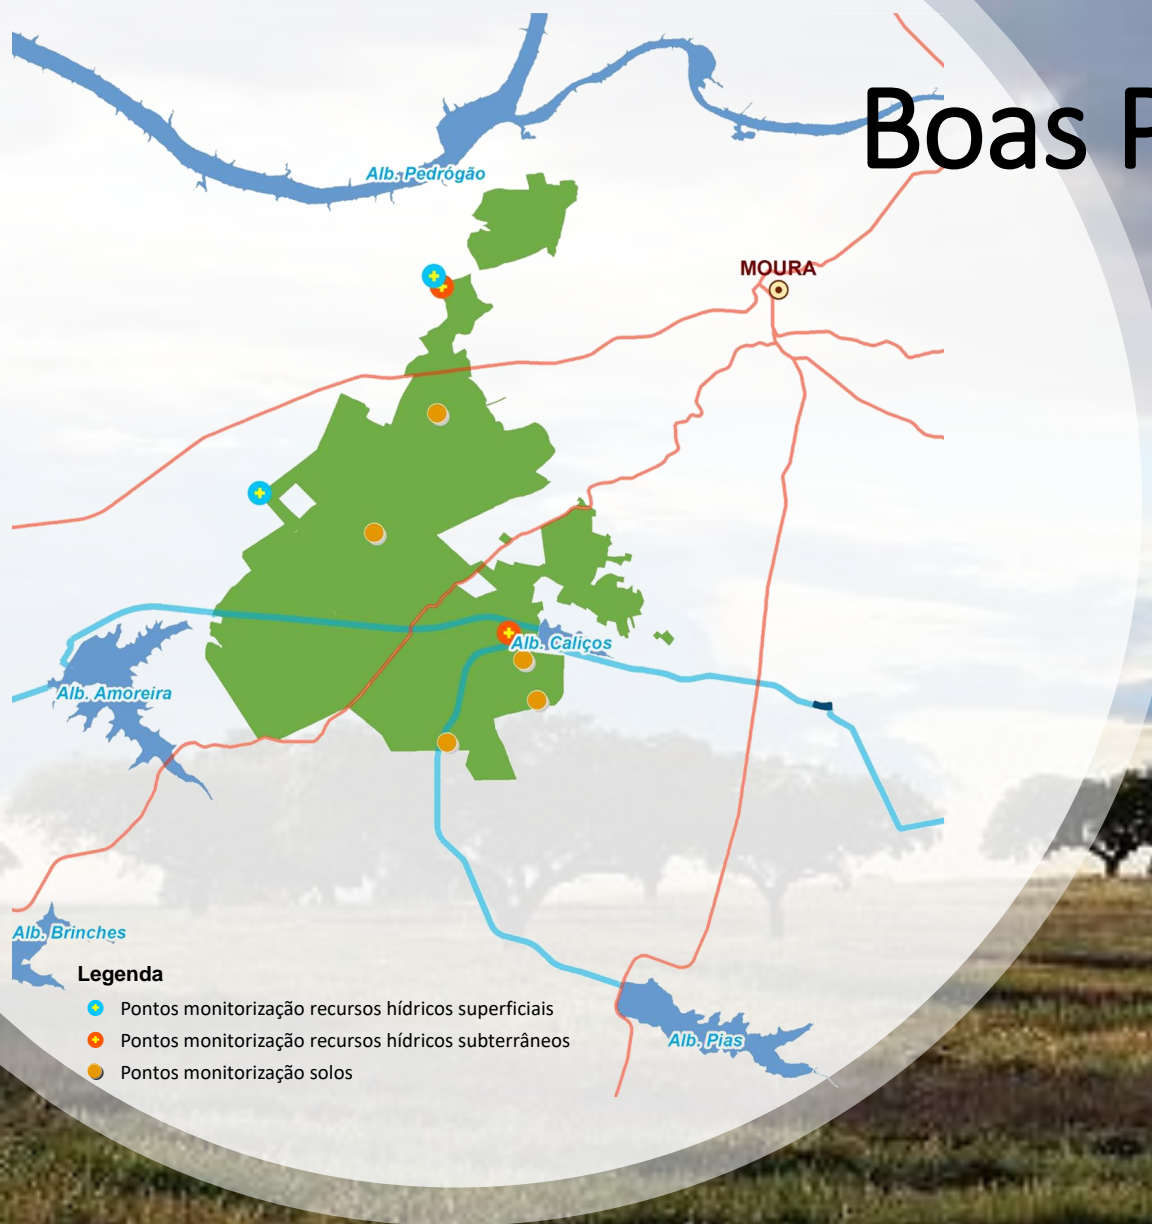 Boas P
Alb. Pedrógão
MOURA
Alb. Caliços
Alb. Amoreira
Alb. Brinches
Alb. Pias
Legenda
Pontos monitorização recursos hídricos superficiais
Pontos monitorização recursos hídricos subterrâneos
Pontos monitorização solos